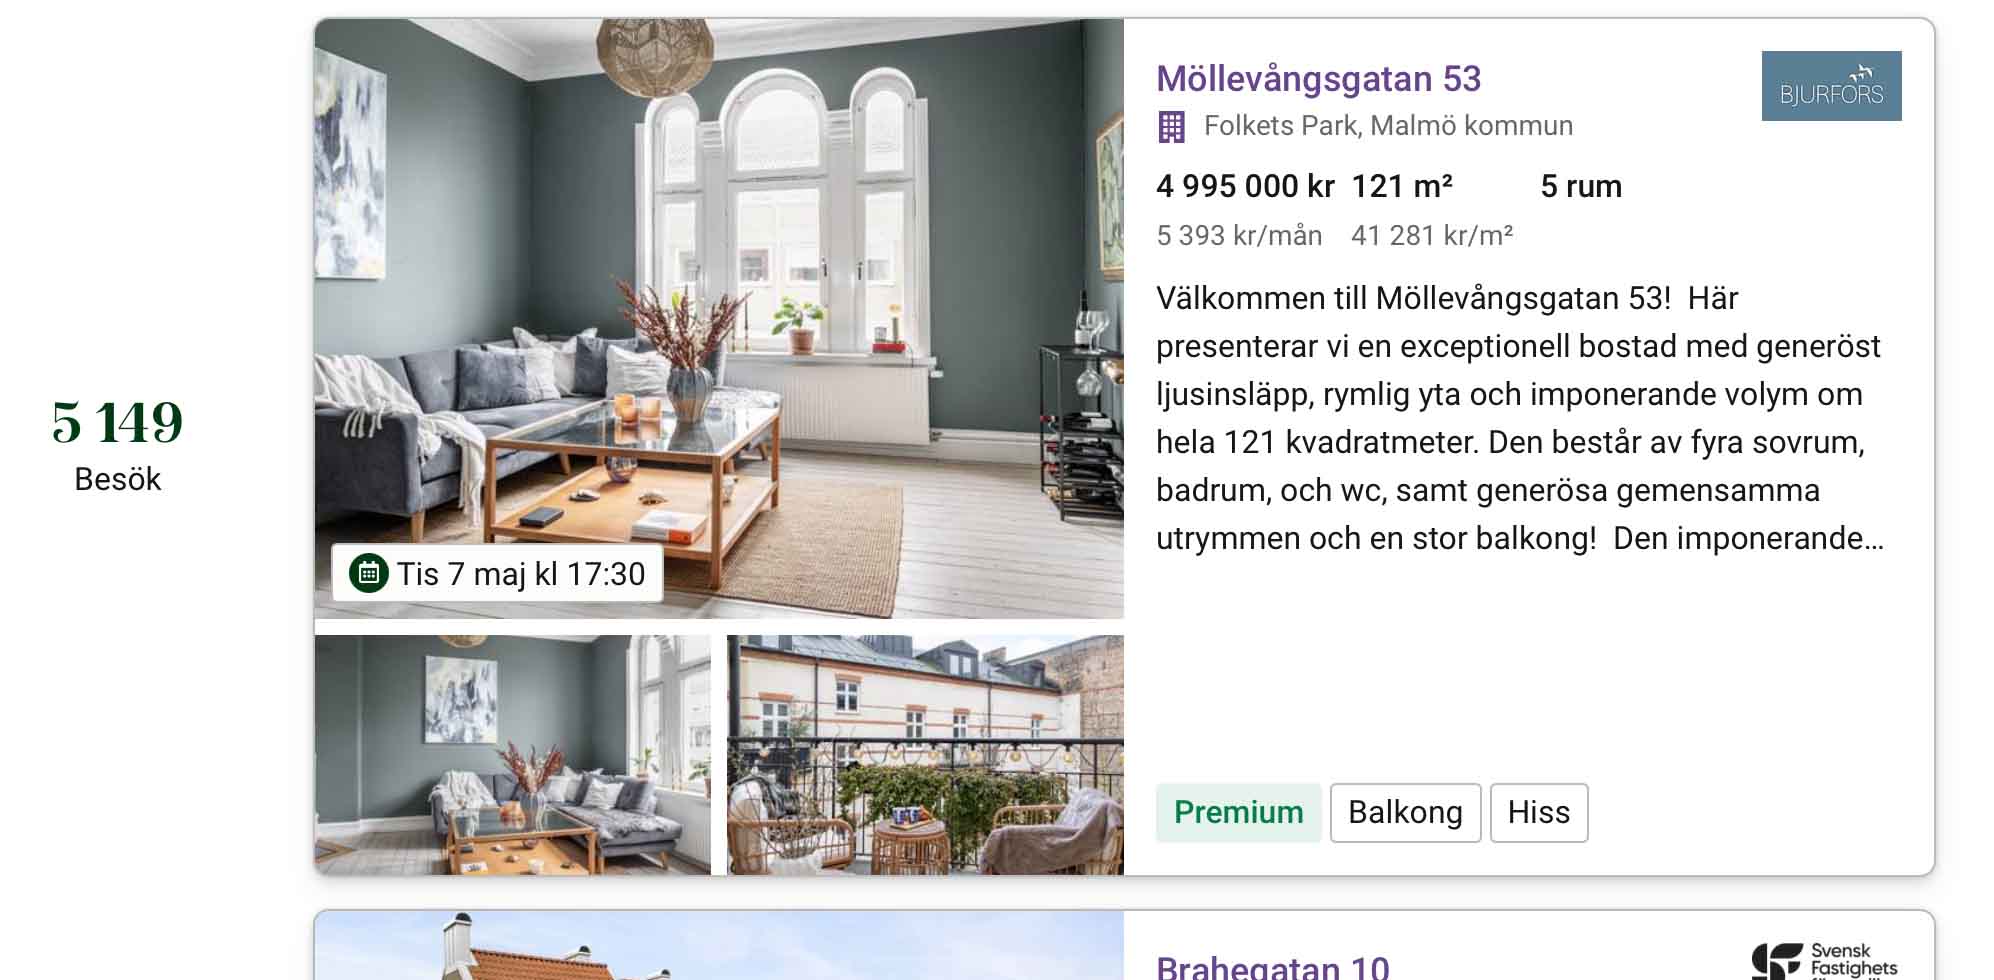 5 149
Besök
Tis 7 maj kl 17:30
Möllevångsgatan 53
BJURFORS
Folkets Park, Malmö kommun
4 995 000 kr 121 m² 5 rum
5 393 kr/mån 41 281 kr/m²
Välkommen till Möllevångsgatan 53! Här
presenterar vi en exceptionell bostad med generöst
ljusinsläpp, rymlig yta och imponerande volym om
hela 121 kvadratmeter. Den består av fyra sovrum,
badrum, och wc, samt generösa gemensamma
utrymmen och en stor balkong! Den imponerande...
Premium Balkong Hiss
Brahegatan 10
Svensk
Fastighets